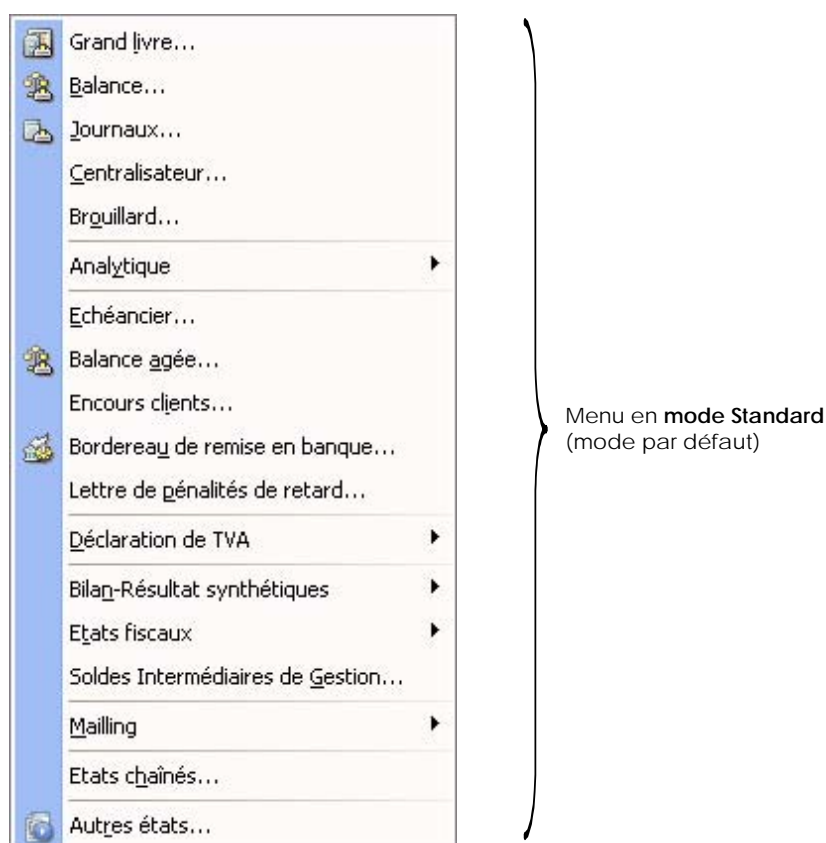 Grand livre...
Balance...
Journaux...
Centralisateur...
Brouillard...
Analytique
Echéancier...
Balance agée...
Encours clients...
Bordereau de remise en banque...
Lettre de pénalités de retard...
Déclaration de TVA
Bilan-Résultat synthétiques
Etats fiscaux
Soldes Intermédiaires de Gestion...
Mailling
Etats chaînés...
Autres états...
Menu en mode Standard
(mode par défaut)